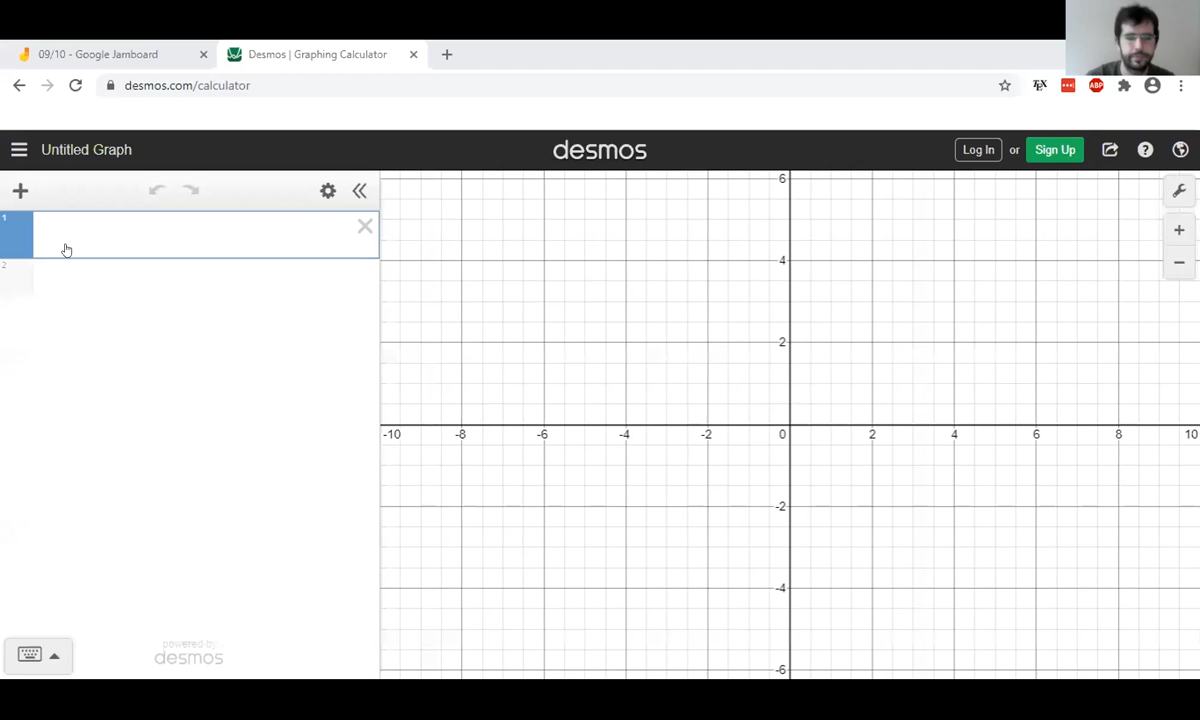 09/10 - Google Jamboard
Desmos | Graphing Calculator
desmos.com/calculator
TEX
ABP
Untitled Graph
desmos
Log In or Sign Up
1
2
6
4
2
-10 -8 -6 -4 -2 0 2 4 6 8 10
-2
-4
-6
powered by
desmos